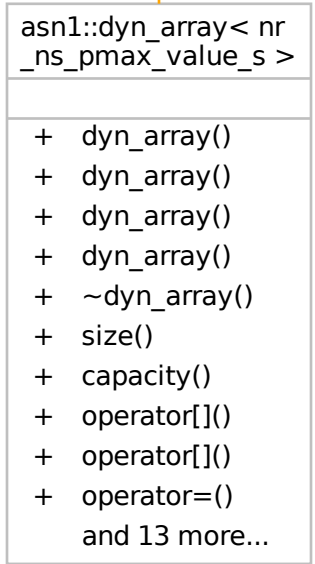 asn1::dyn_array< nr
_ns_pmax_value_s >
+ dyn_array()
+ dyn_array()
+ dyn_array()
+ dyn_array()
+ ~dyn_array()
+ size()
+ capacity()
+ operator[]()
+ operator[]()
+ operator=()
and 13 more...